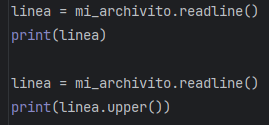 linea = mi_archivito.readline()
print(linea)
linea = mi_archivito.readline()
print(linea.upper())